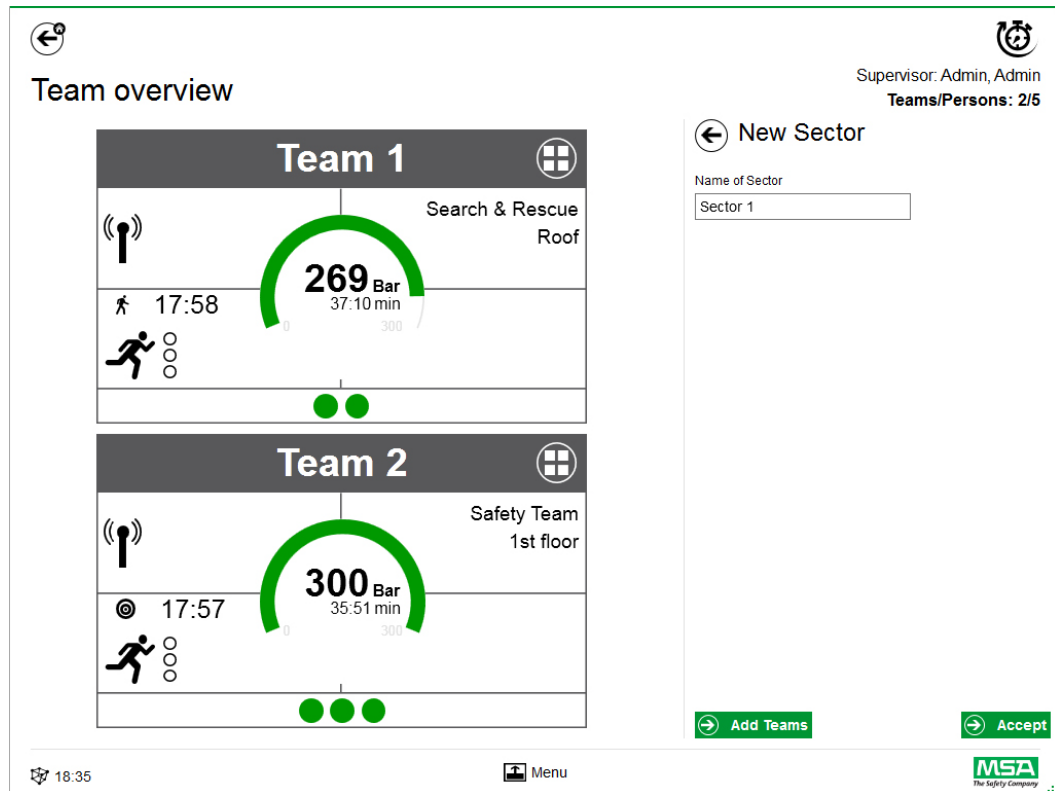 Supervisor: Admin, Admin
Team overview
Teams/Persons: 2/5
Team 1
Search & Rescue
Roof
269 Bar
37:10 min
17:58
0
300
Team 2
Safety Team
1st floor
300 Bar
35:51 min
17:57
0
300
New Sector
Name of Sector
Sector 1
Add Teams
Accept
18:35
Menu
MSA
The Safety Company